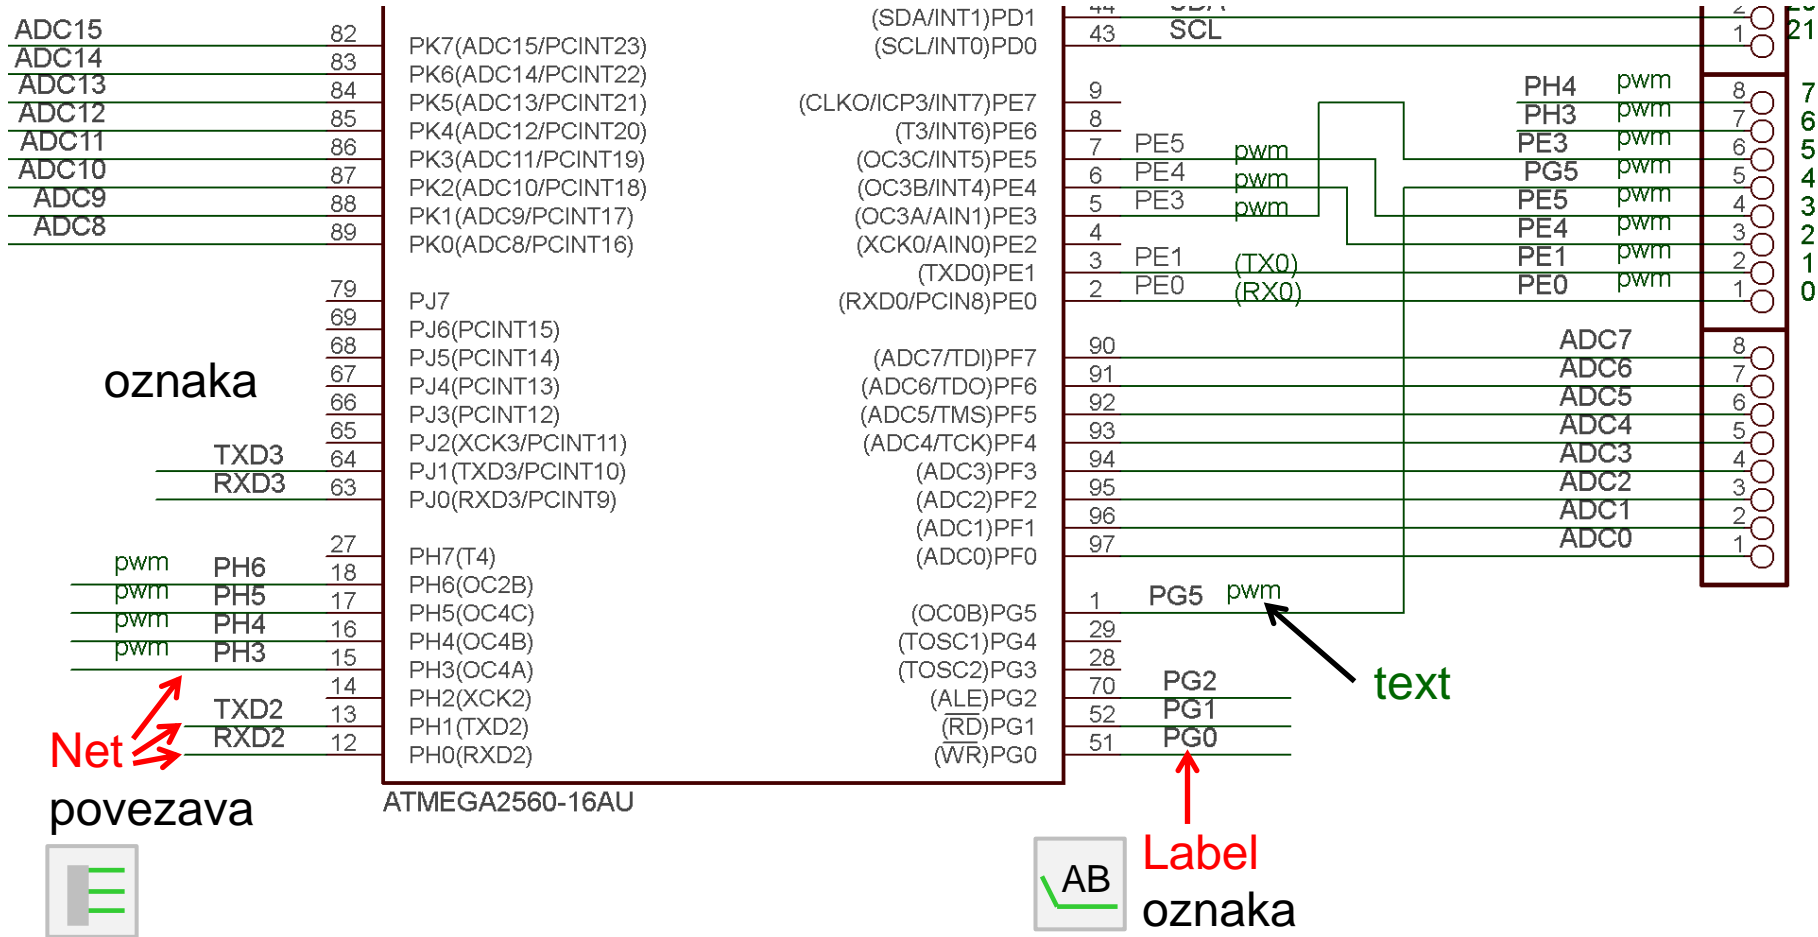 ADC15
ADC14
ADC13
ADC12
ADC11
ADC10
ADC9
ADC8
82
83
84
85
86
87
88
89
PK7(ADC15/PCINT23)
PK6(ADC14/PCINT22)
PK5(ADC13/PCINT21)
PK4(ADC12/PCINT20)
PK3(ADC11/PCINT19)
PK2(ADC10/PCINT18)
PK1(ADC9/PCINT17)
PK0(ADC8/PCINT16)
79 PJ7
69 PJ6(PCINT15)
68 PJ5(PCINT14)
67 PJ4(PCINT13)
66 PJ3(PCINT12)
65 PJ2(XCK3/PCINT11)
oznaka
TXD3 64 PJ1(TXD3/PCINT10)
RXD3 63 PJ0(RXD3/PCINT9)
27 PH7(T4)
pwm PH6 18 PH6(OC2B)
pwm PH5 17 PH5(OC4C)
pwm PH4 16 PH4(OC4B)
pwm PH3 15 PH3(OC4A)
14 PH2(XCK2)
TXD2 13 PH1(TXD2)
RXD2 12 PH0(RXD2)
Net
povezava
ATMEGA2560-16AU
(SDA/INT1)PD1 44 SDA 2
(SCL/INT0)PD0 43 SCL 1 21
(CLKO/ICP3/INT7)PE7 9
(T3/INT6)PE6 8
(OC3C/INT5)PE5 7 PE5 pwm
(OC3B/INT4)PE4 6 PE4 pwm
(OC3A/AIN1)PE3 5 PE3 pwm
(XCK0/AIN0)PE2 4
(TXD0)PE1 3 PE1 (TX0)
(RXD0/PCIN8)PE0 2 PE0 (RX0)
PH4 pwm 8 7
PH3 pwm 7 6
PE3 pwm 6 5
PG5 pwm 5 4
PE5 pwm 4 3
PE4 pwm 3 2
PE1 pwm 2 1
PE0 pwm 1 0
(ADC7/TDI)PF7 90 ADC7 8
(ADC6/TDO)PF6 91 ADC6 7
(ADC5/TMS)PF5 92 ADC5 6
(ADC4/TCK)PF4 93 ADC4 5
(ADC3)PF3 94 ADC3 4
(ADC2)PF2 95 ADC2 3
(ADC1)PF1 96 ADC1 2
(ADC0)PF0 97 ADC0 1
(OC0B)PG5 1 PG5 pwm
(TOSC1)PG4 29
(TOSC2)PG3 28
(ALE)PG2 70 PG2
(RD)PG1 52 PG1
(WR)PG0 51 PG0
text
AB
Label
oznaka